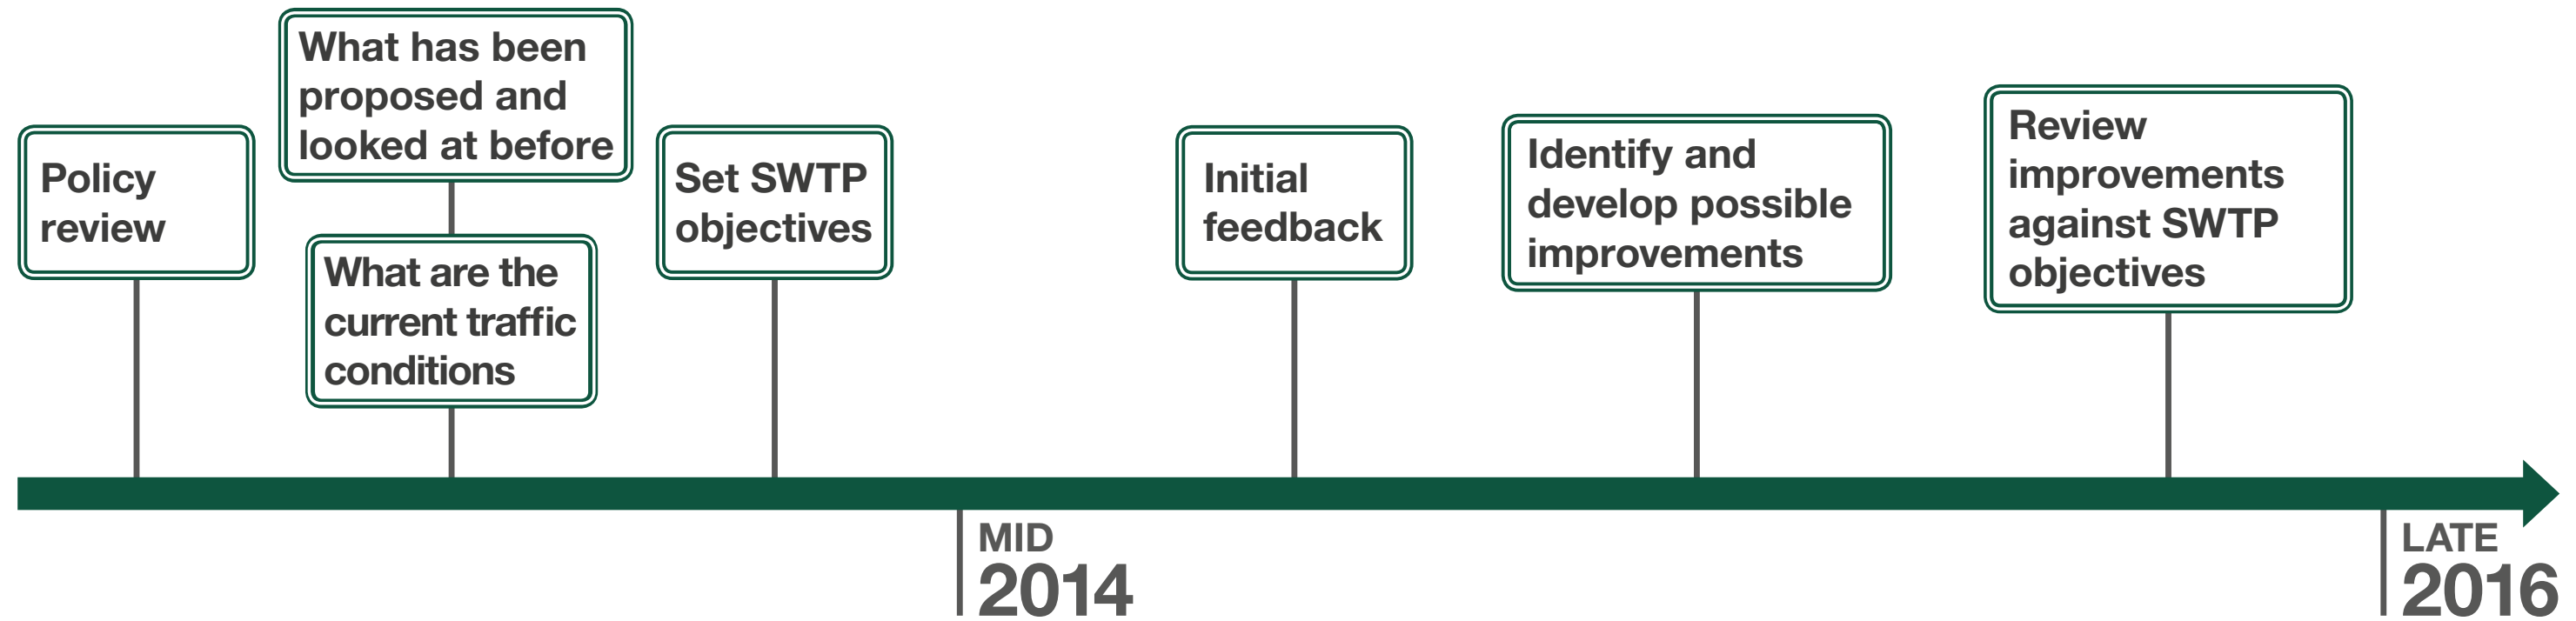 Policy
review
What has been
proposed and
looked at before
What are the
current traffic
conditions
Set SWTP
objectives
Initial
feedback
Identify and
develop possible
improvements
Review
improvements
against SWTP
objectives
MID
2014
LATE
2016